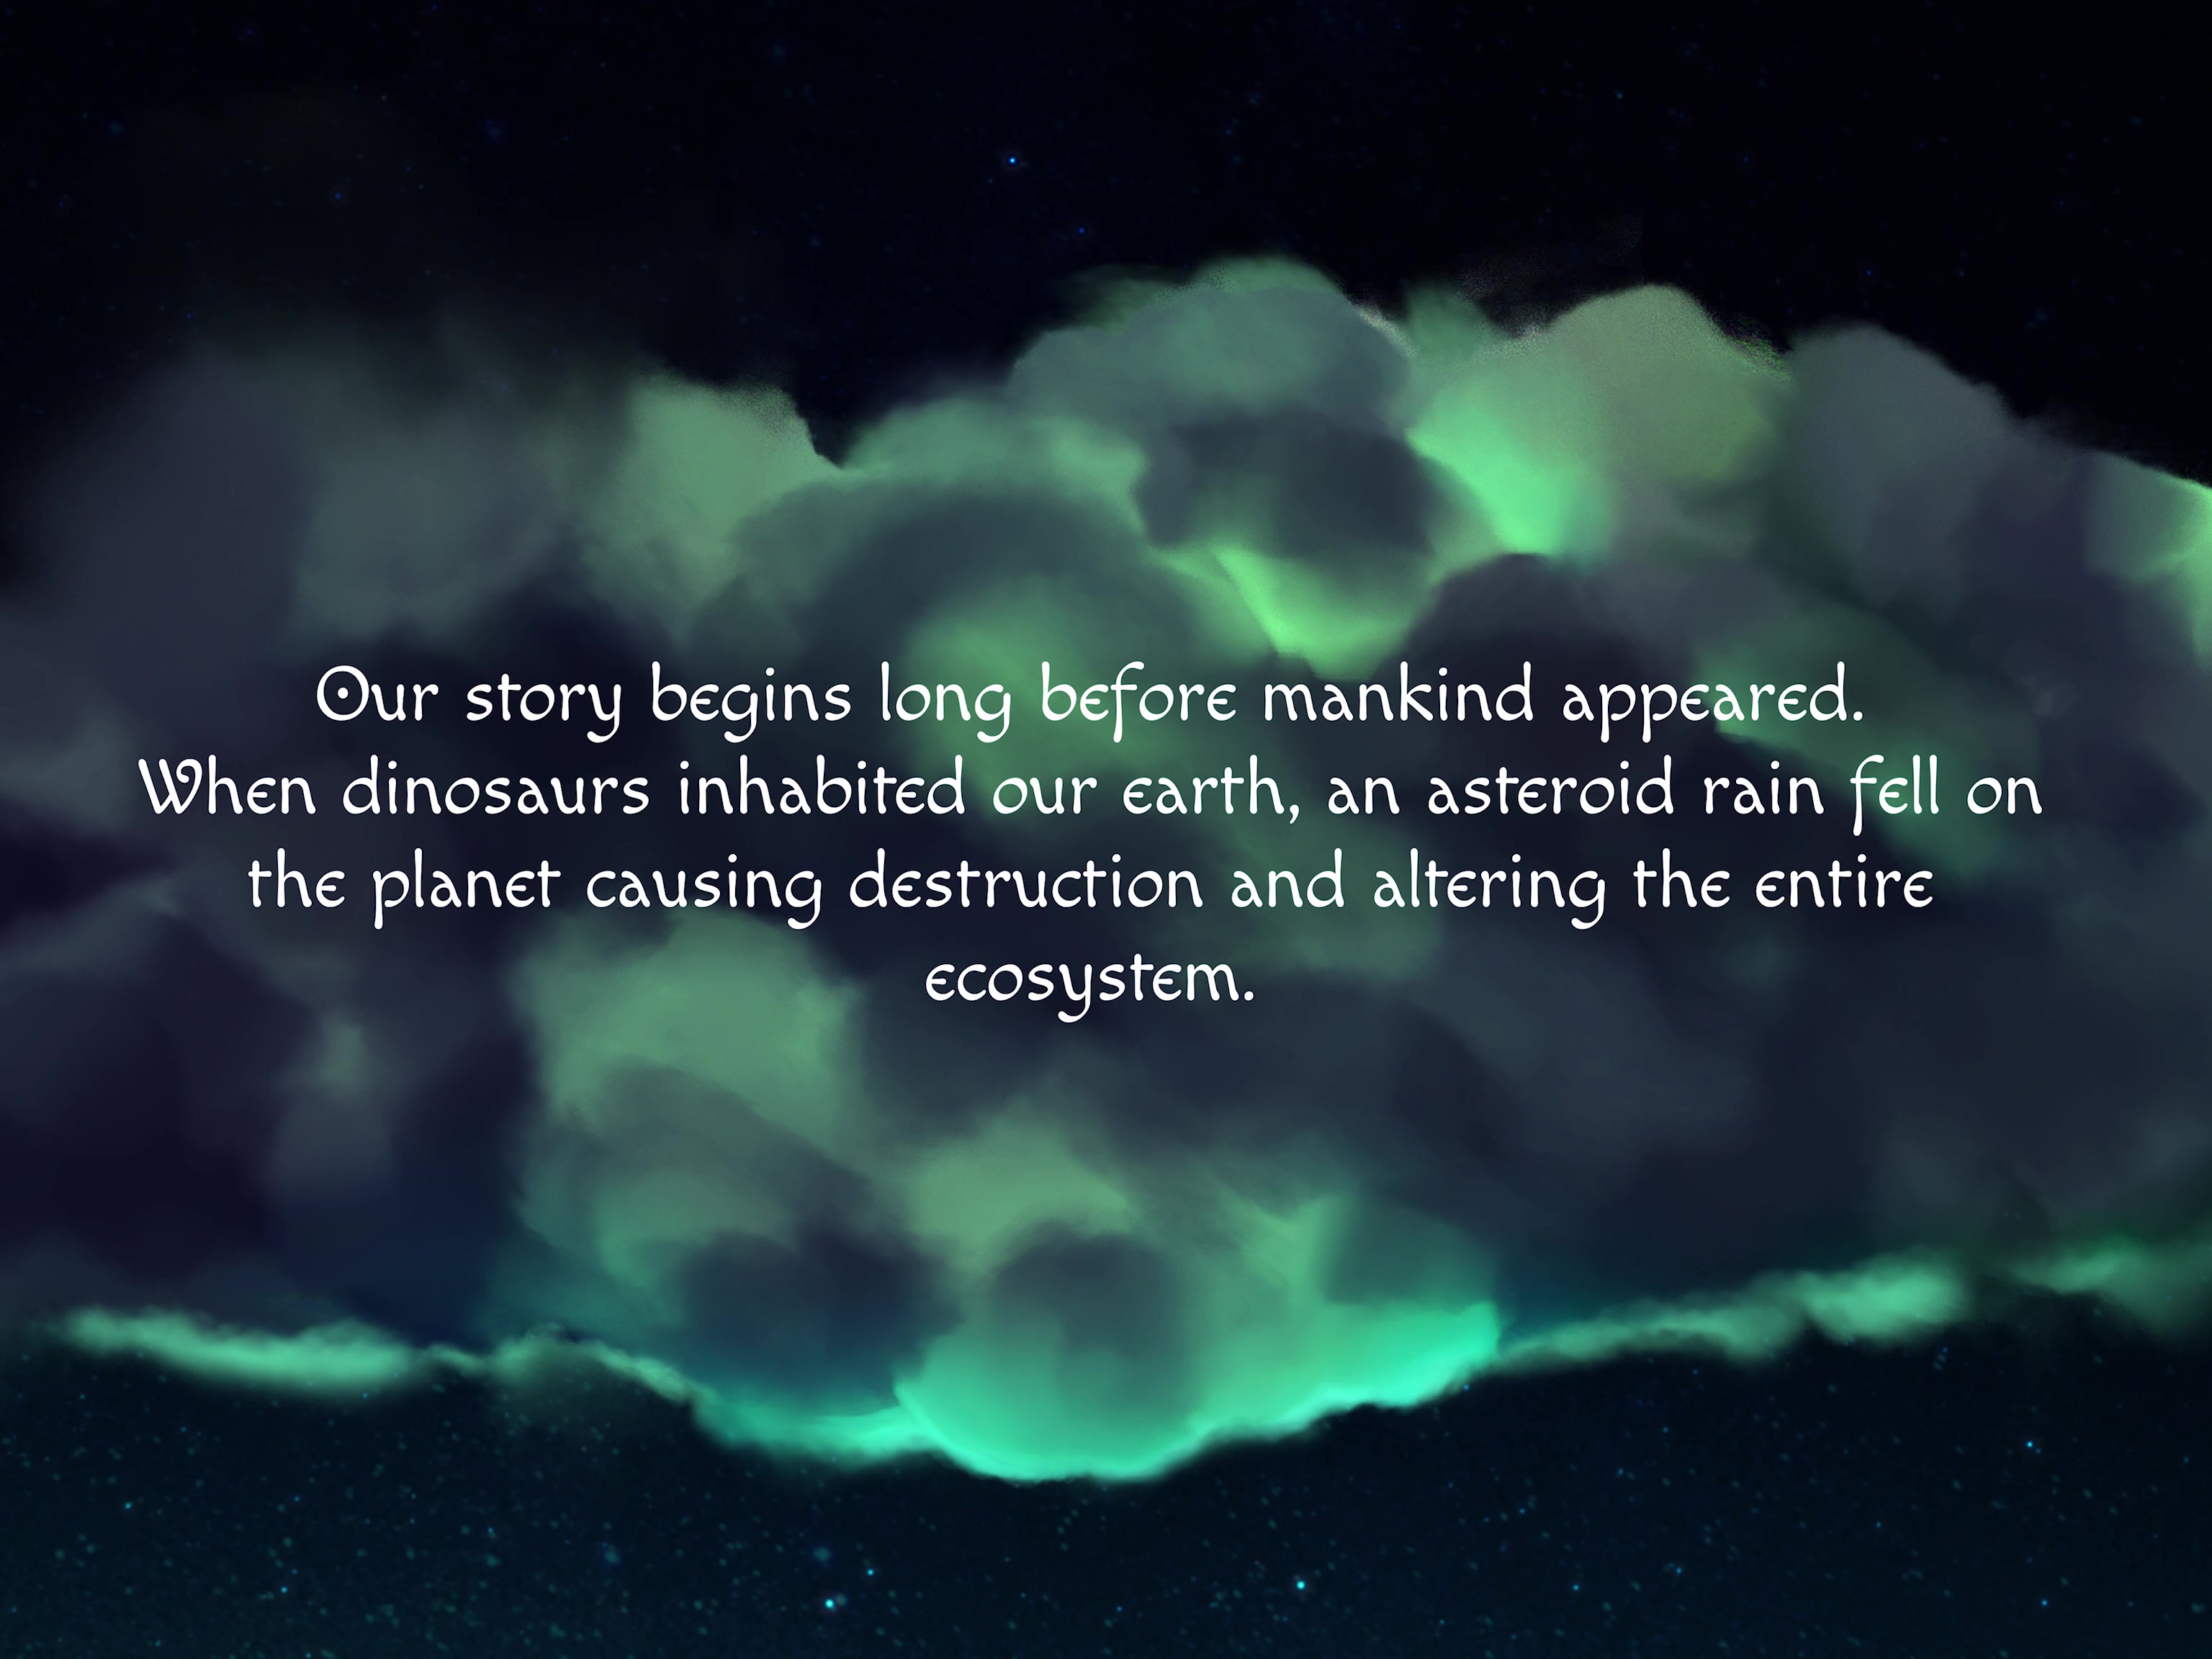 Our story begins long before mankind appeared.
When dinosaurs inhabited our earth, an asteroid rain fell on
the planet causing destruction and altering the entire
ecosystem.